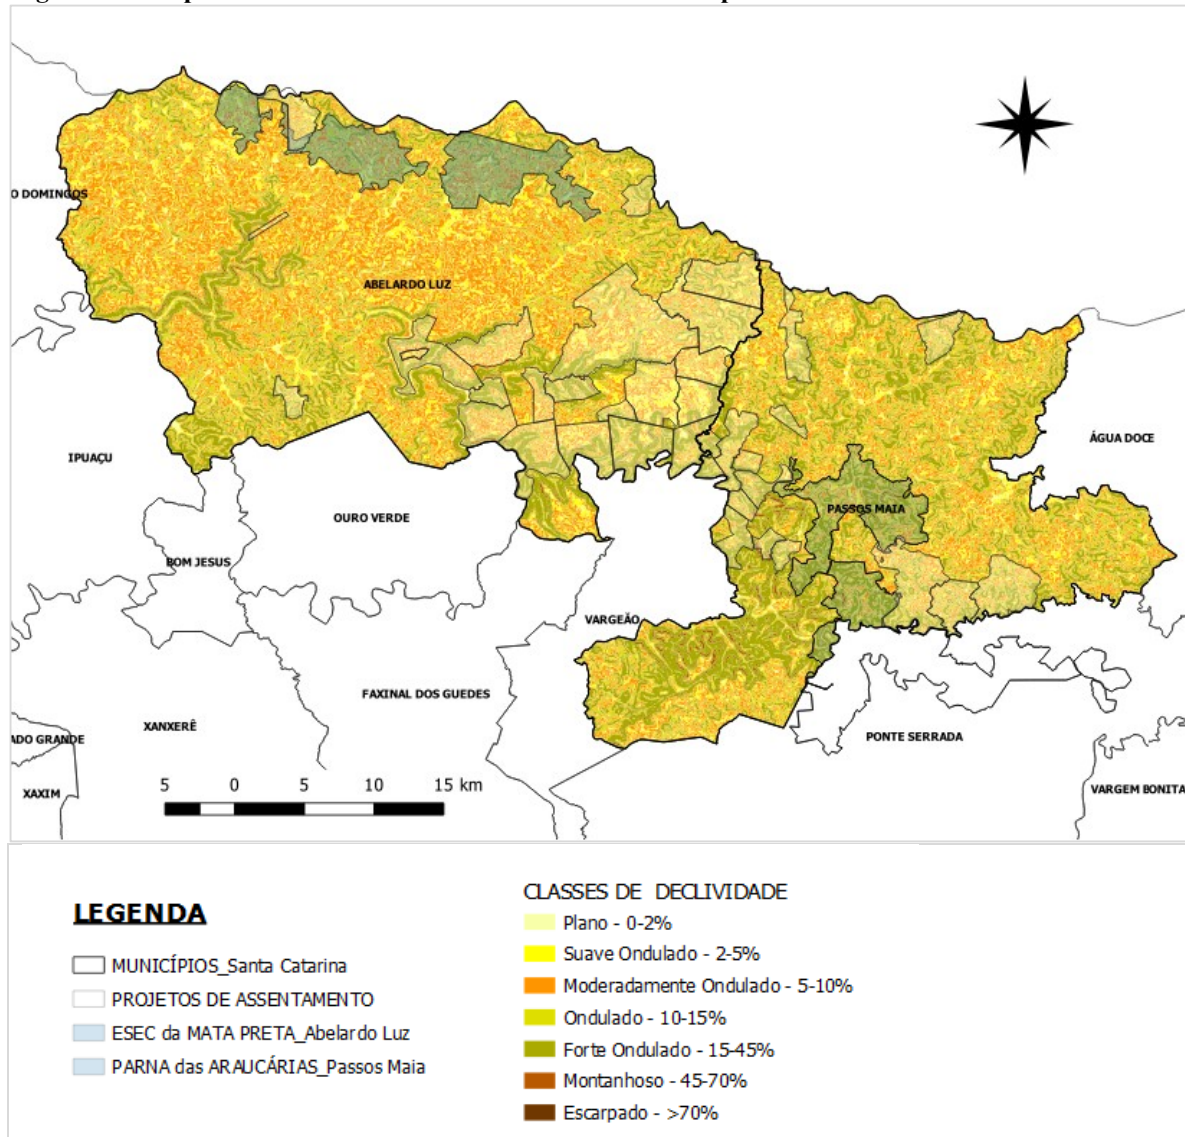 O DOMINGOS
ABELARDO LUZ
ÁGUA DOCE
IPUAÇU
PASSOS MAIA
OURO VERDE
BOM JESUS
VARGEÃO
FAXINAL DOS GUEDES
XANXERÊ
ADO GRANDE
PONTE SERRADA
XAXIM
VARGEM BONITA
5 0 5 10 15 km
LEGENDA
MUNICÍPIOS_Santa Catarina
PROJETOS DE ASSENTAMENTO
ESEC da MATA PRETA_Abelardo Luz
PARNA das ARAUCÁRIAS_Passos Maia
CLASSES DE DECLIVIDADE
Plano - 0-2%
Suave Ondulado - 2-5%
Moderadamente Ondulado - 5-10%
Ondulado - 10-15%
Forte Ondulado - 15-45%
Montanhoso - 45-70%
Escarpado - >70%